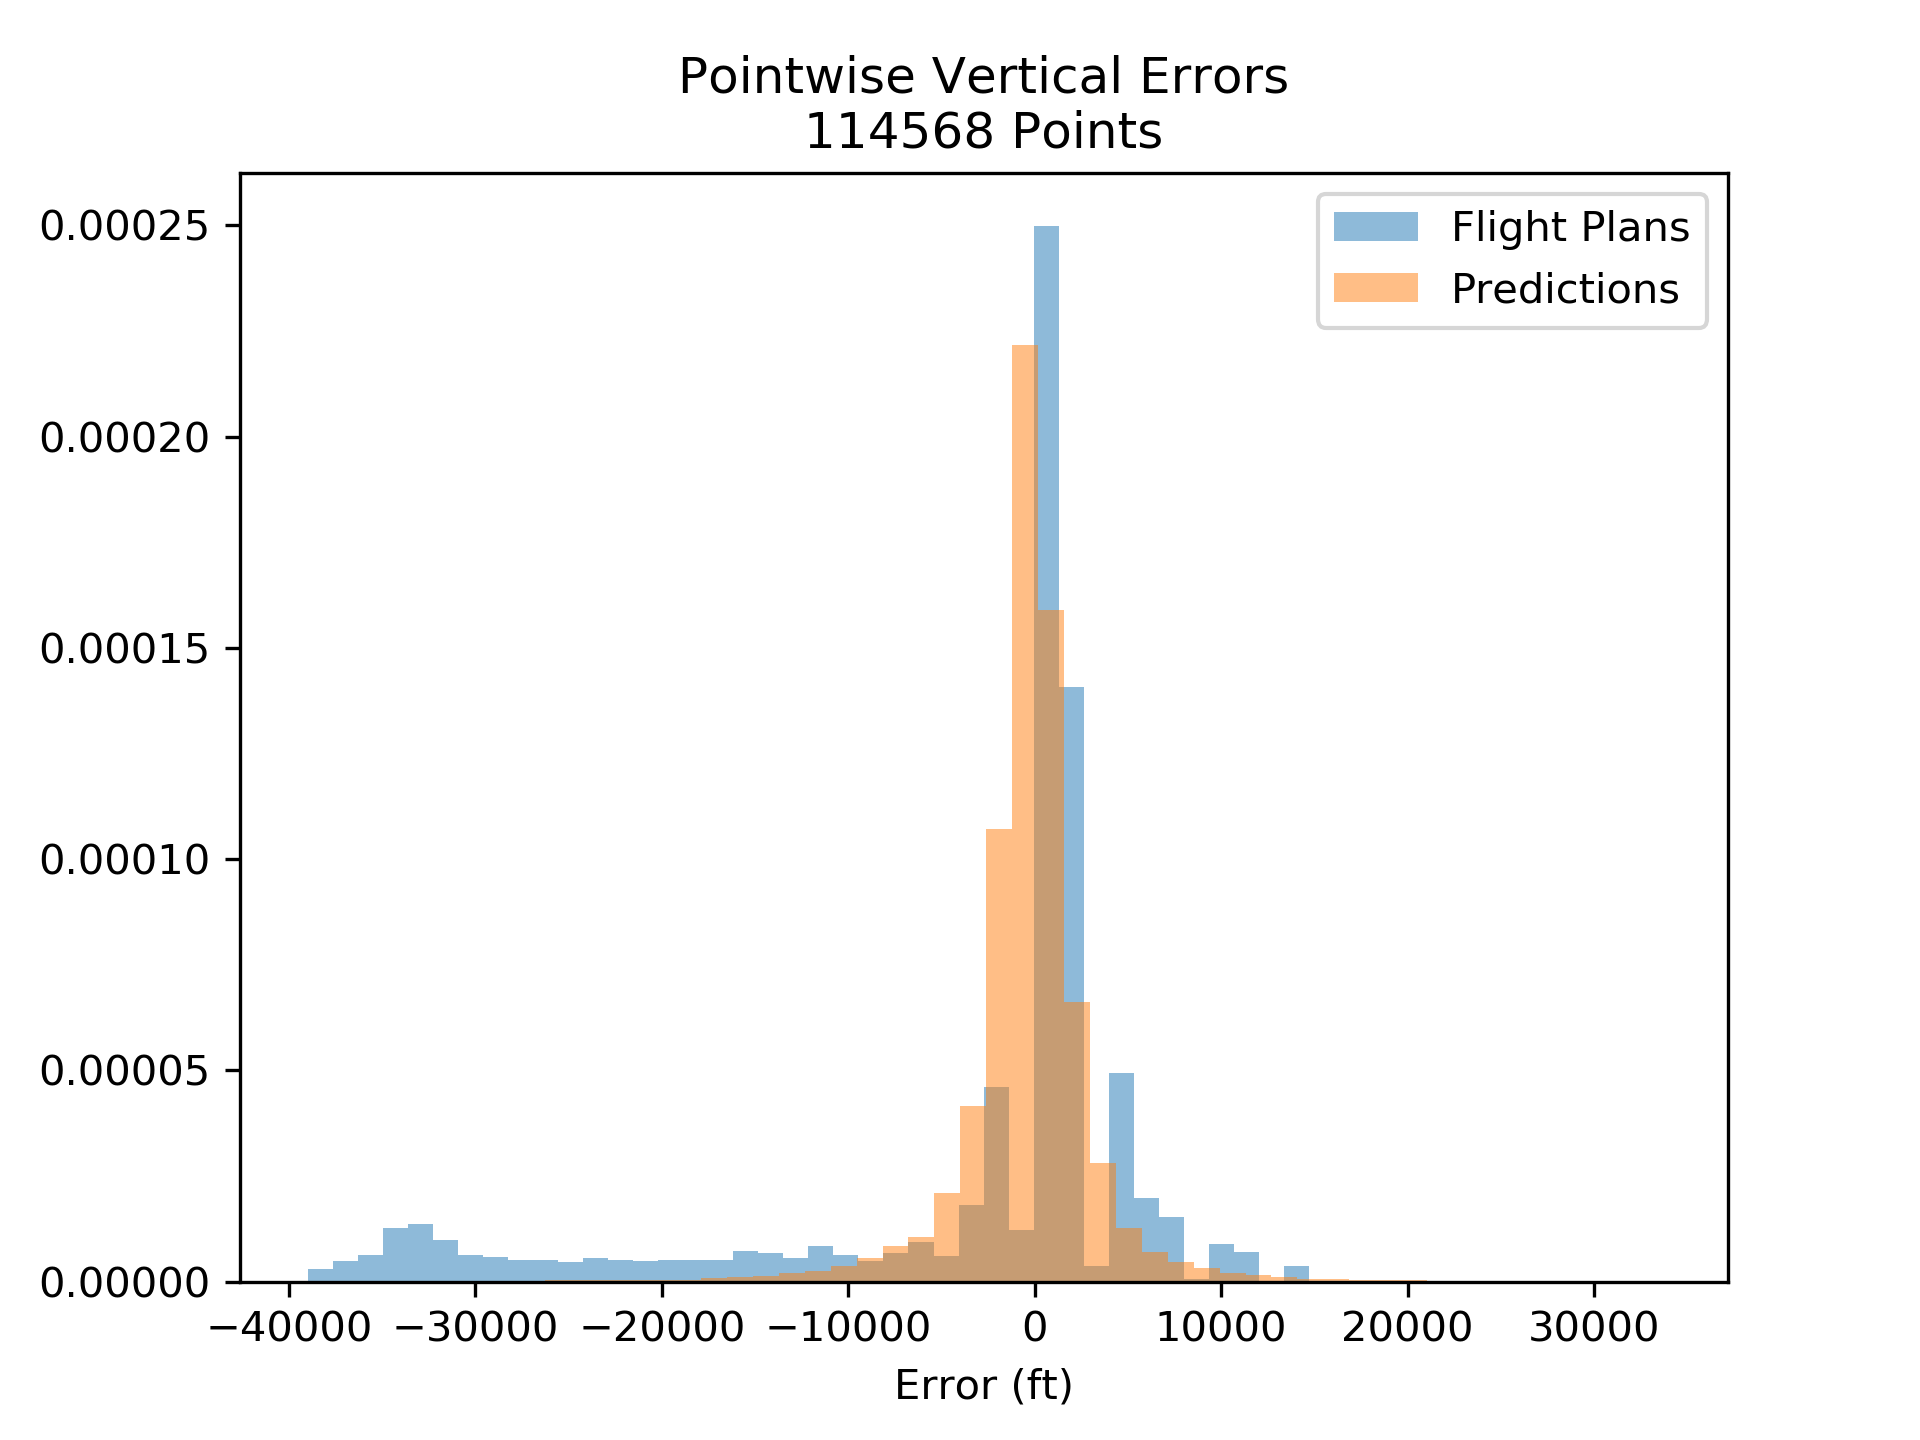 Pointwise Vertical Errors
114568 Points
Flight Plans
Predictions
0.00025
0.00020
0.00015
0.00010
0.00005
0.00000
−40000 −30000 −20000 −10000 0 10000 20000 30000
Error (ft)